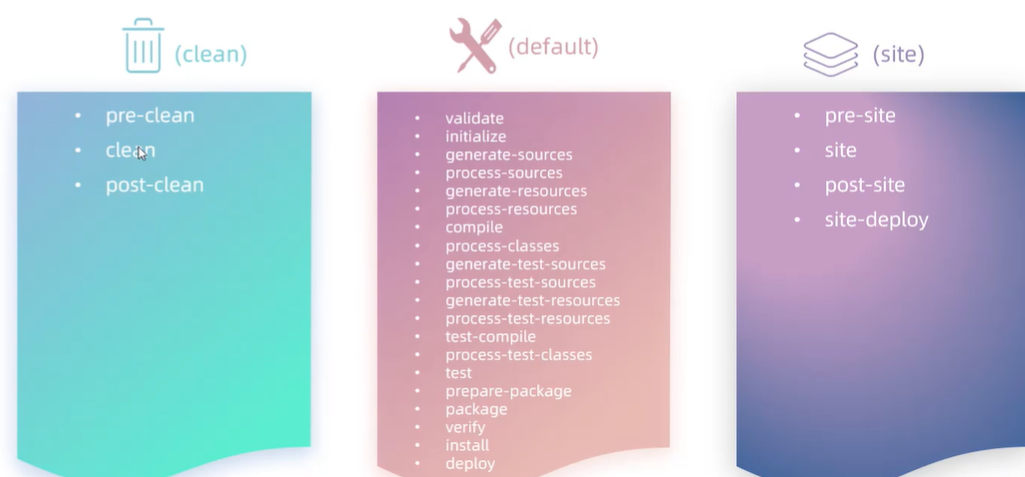 (clean)
pre-clean
clean
post-clean
(default)
validate
initialize
generate-sources
process-sources
generate-resources
process-resources
compile
process-classes
generate-test-sources
process-test-sources
generate-test-resources
process-test-resources
test-compile
process-test-classes
test
prepare-package
package
verify
install
deploy
(site)
pre-site
site
post-site
site-deploy